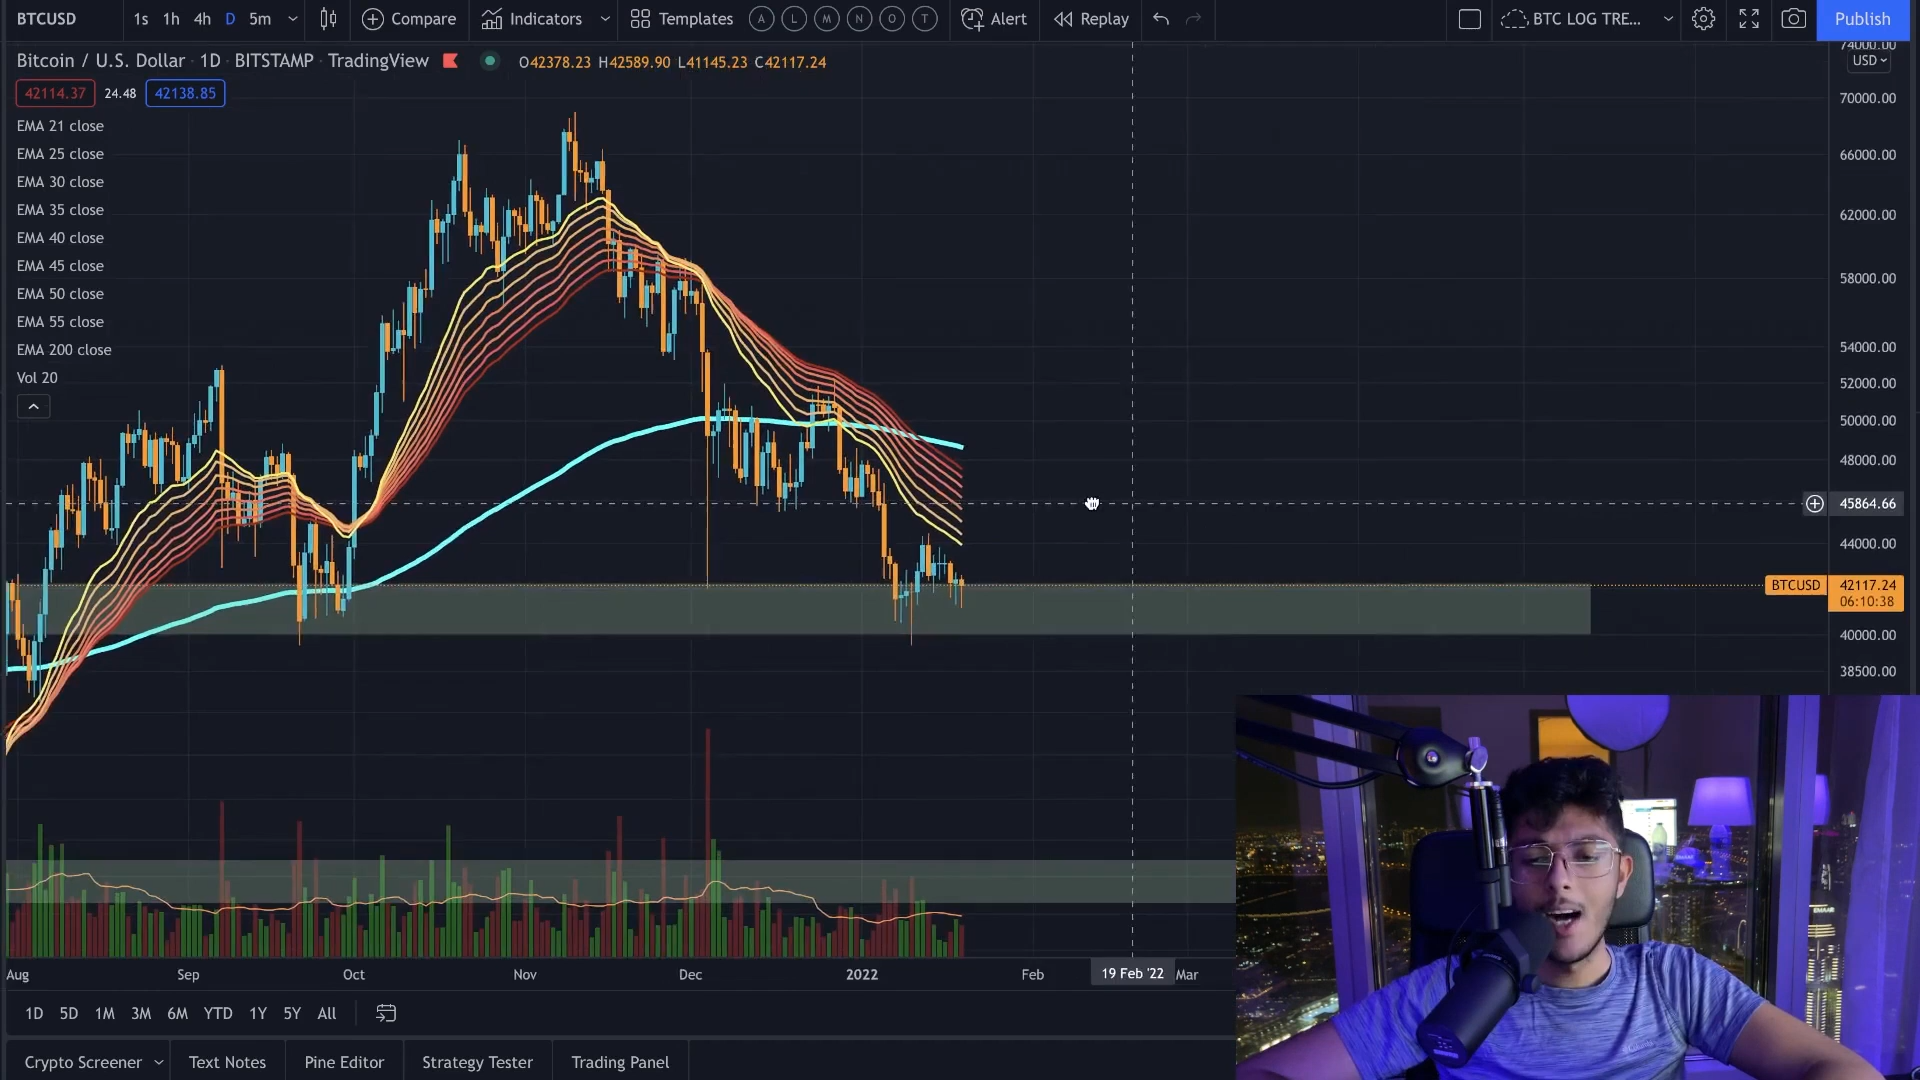 BTCUSD 1s 1h 4h D 5m Compare Indicators Templates A L M N O T Alert Replay BTC LOG TRE... Publish
Bitcoin / U.S. Dollar · 1D · BITSTAMP · TradingView O42378.23 H42589.90 L41145.23 C42117.24
42114.37 24.48 42138.85
EMA 21 close
EMA 25 close
EMA 30 close
EMA 35 close
EMA 40 close
EMA 45 close
EMA 50 close
EMA 55 close
EMA 200 close
Vol 20
74000.00
USD
70000.00
66000.00
62000.00
58000.00
54000.00
52000.00
50000.00
48000.00
45864.66
44000.00
BTCUSD 42117.24
06:10:38
40000.00
38500.00
EMAAR
Aug Sep Oct Nov Dec 2022 Feb 19 Feb '22 Mar
1D 5D 1M 3M 6M YTD 1Y 5Y All
Crypto Screener Text Notes Pine Editor Strategy Tester Trading Panel